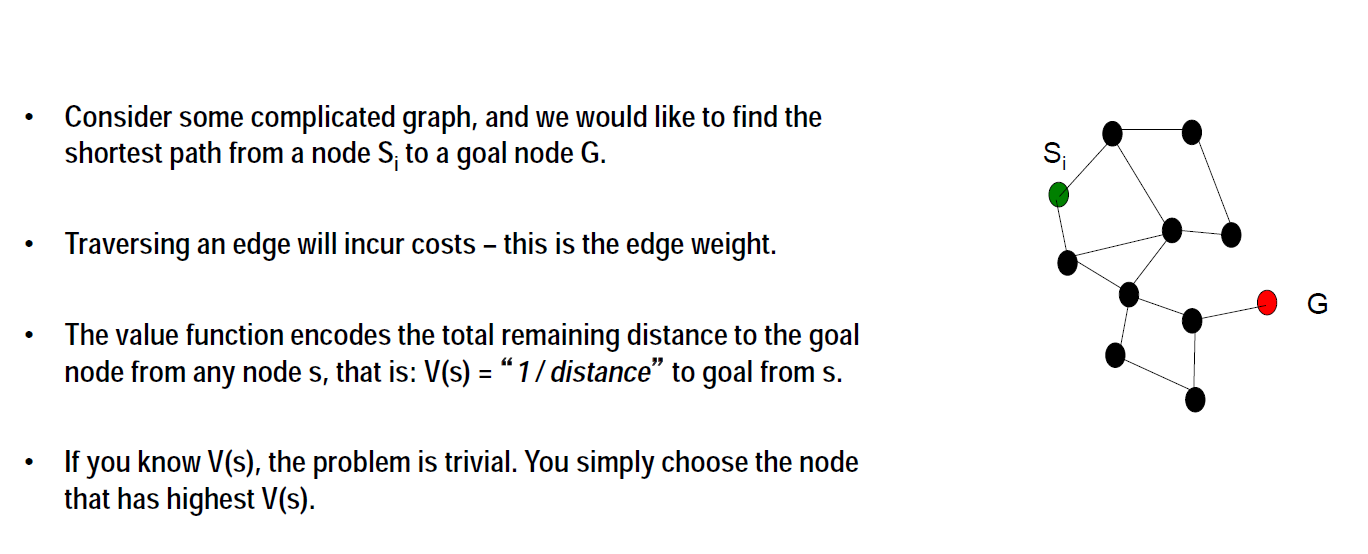 • Consider some complicated graph, and we would like to find the
shortest path from a node Si to a goal node G.
• Traversing an edge will incur costs – this is the edge weight.
• The value function encodes the total remaining distance to the goal
node from any node s, that is: V(s) = “1 / distance” to goal from s.
• If you know V(s), the problem is trivial. You simply choose the node
that has highest V(s).
Si
G